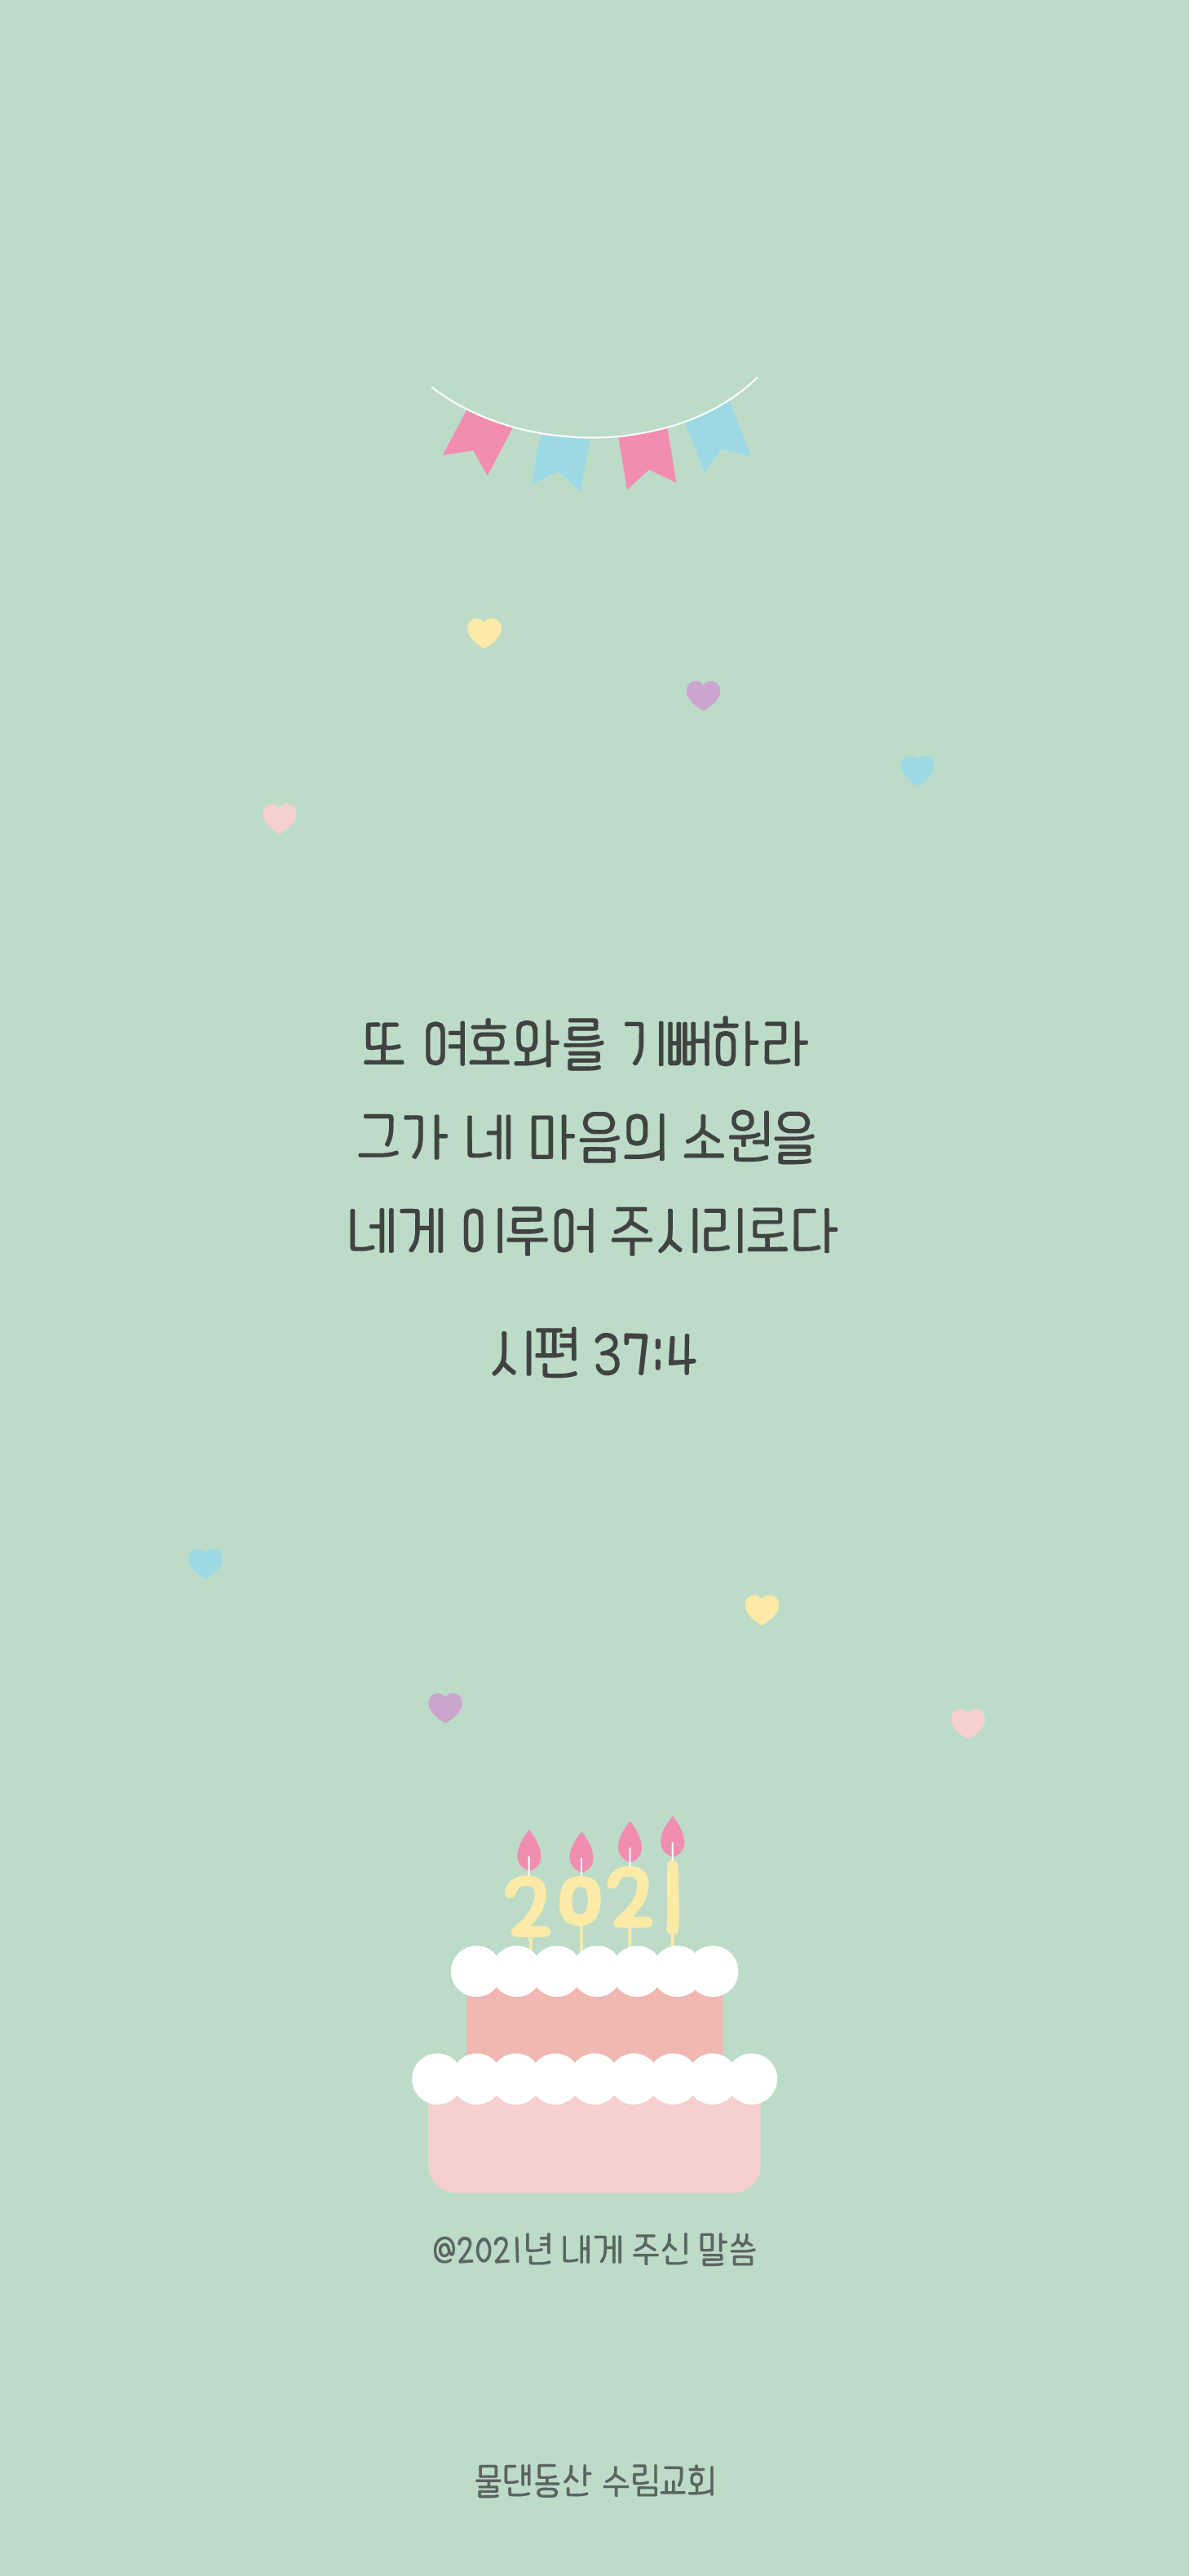 또 여호와를 기뻐하라
그가 네 마음의 소원을
네게 이루어 주시리로다
시편 37:4
2021
@2021년 내게 주신 말씀
물댄동산 수림교회